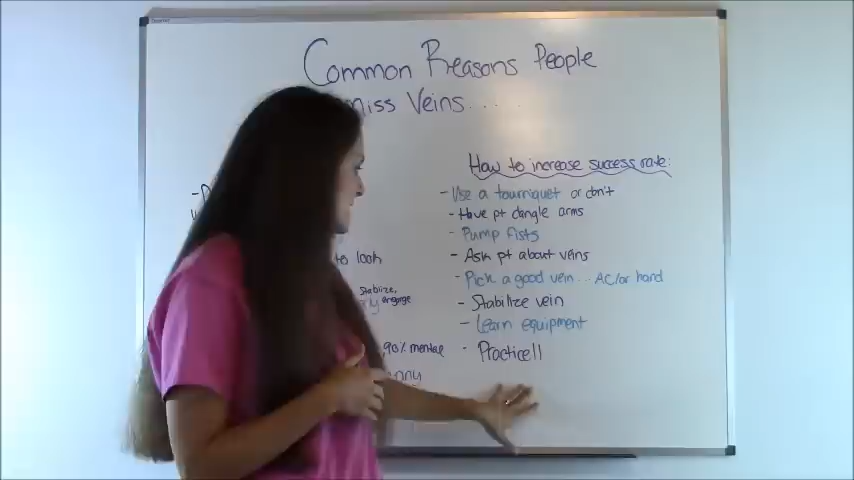 Common Reasons People
miss Veins.....
How to increase success rate:
- Use a tourniquet or don't
- Have pt dangle arms
- Pump fists
- Ask pt about veins
to look
- Pick a good vein... AC/or hand
stablize,
engage
- Stabilize vein
- Learn equipment
, 90% mental
- Practice!!